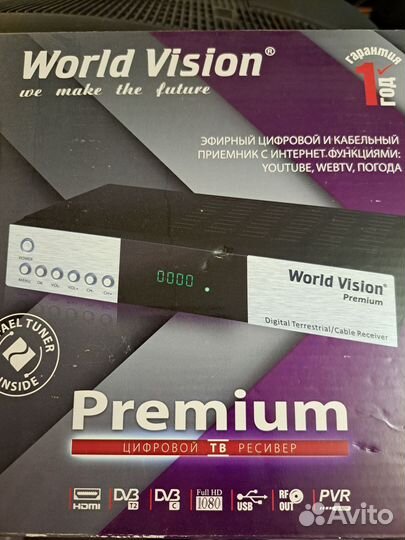 World Vision®
we make the future
гарантия
1 год
ЭФИРНЫЙ ЦИФРОВОЙ И КАБЕЛЬНЫЙ
ПРИЕМНИК С ИНТЕРНЕТ-ФУНКЦИЯМИ:
YOUTUBE, WEBTV, ПОГОДА
POWER
MENU OK VOL- VOL+ CH- CH+
0000
World Vision®
Premium
Digital Terrestrial/Cable Receiver
AEL TUNER
INSIDE
Premium
ЦИФРОВОЙ ТВ РЕСИВЕР
HDMI DVB T2 DVB C Full HD 1080 USB RF OUT PVR
Avito